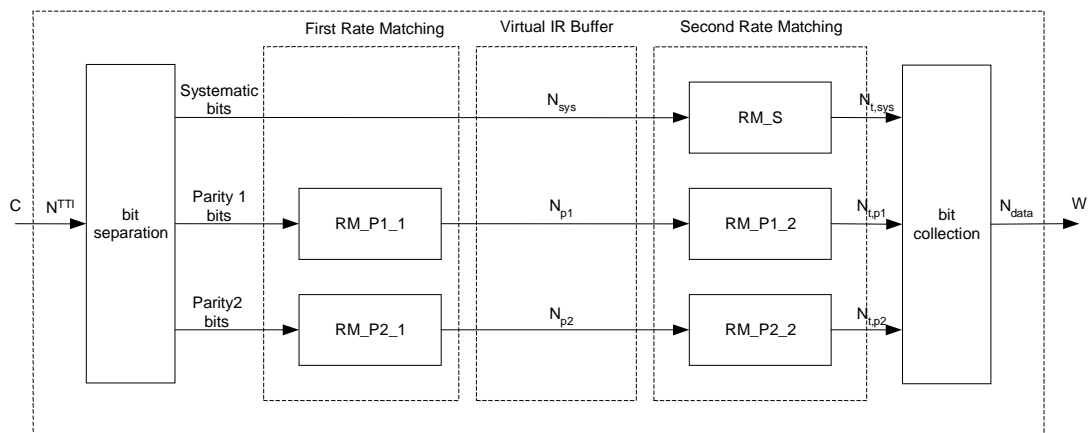 First Rate Matching
Virtual IR Buffer
Second Rate Matching
Systematic
bits
N_sys
RM_S
N_t,sys
C
N^TTI
bit
separation
Parity 1
bits
RM_P1_1
N_p1
RM_P1_2
N_t,p1
bit
collection
N_data
W
Parity2
bits
RM_P2_1
N_p2
RM_P2_2
N_t,p2